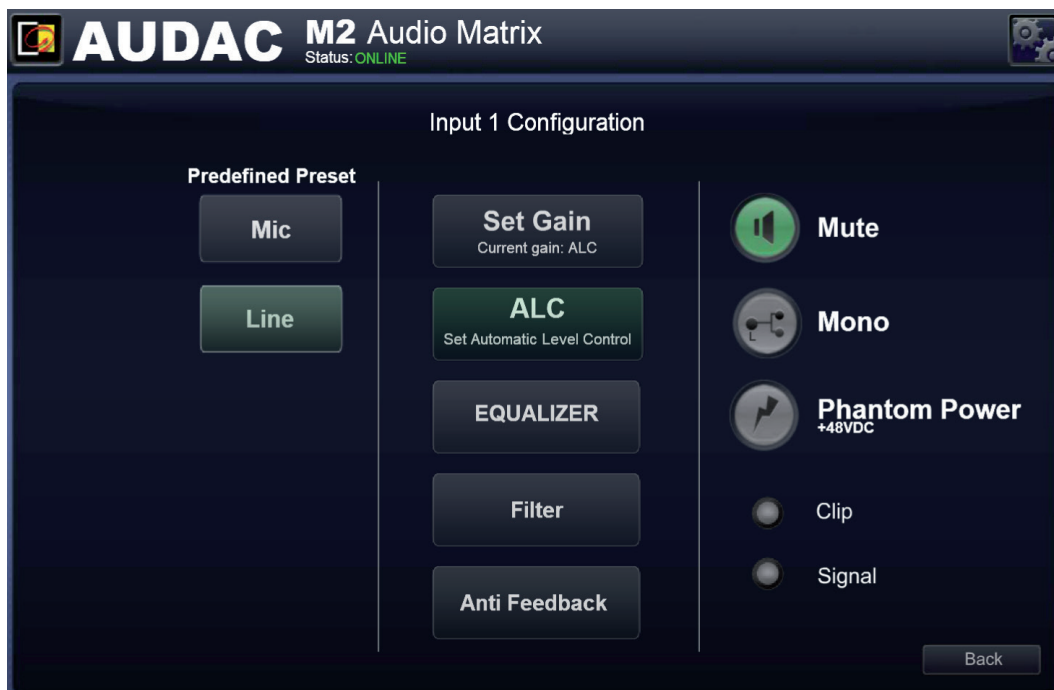 AUDAC
M2 Audio Matrix
Status: ONLINE
Input 1 Configuration
Predefined Preset
Mic
Line
Set Gain
Current gain: ALC
ALC
Set Automatic Level Control
EQUALIZER
Filter
Anti Feedback
Mute
Mono
Phantom Power
+48VDC
Clip
Signal
Back